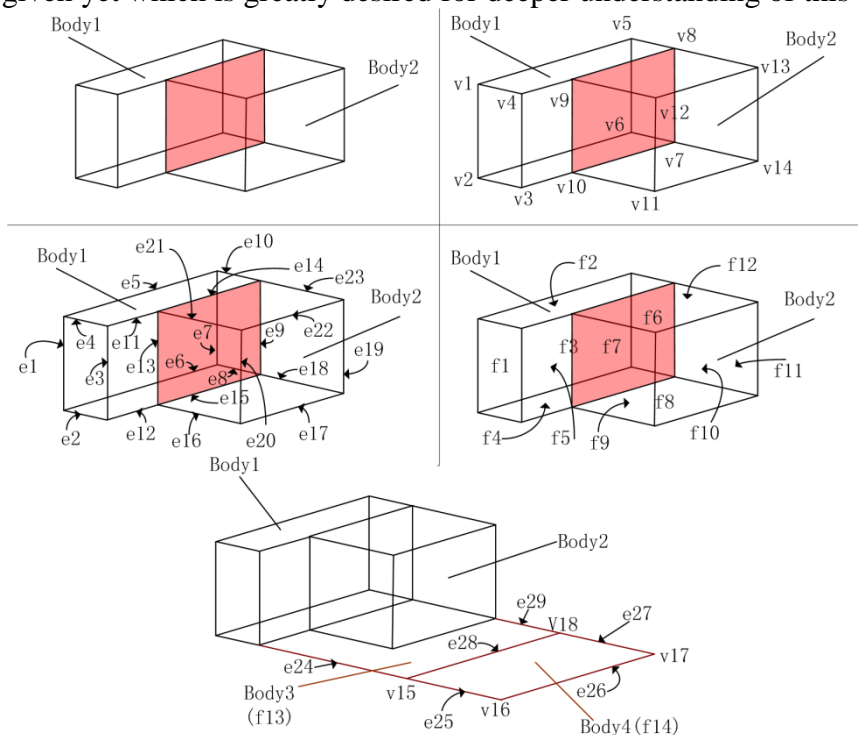 given yet which is greatly desired for deeper understanding of this
Body1
Body2
Body1
v5
v8
Body2
v13
v1
v4
v9
v12
v6
v7
v2
v3
v10
v11
v14
e21
e10
Body1
e14
e5
e23
Body2
e4
e11
e7
e9
e22
e1
e3
e13
e6
e8
e18
e19
e15
e2
e12
e16
e20
e17
Body1
f2
f12
Body2
f6
f1
f3
f7
f11
f4
f5
f9
f8
f10
Body1
Body2
e29
V18
e27
e28
v17
e24
v15
e26
Body3
(f13)
e25
v16
Body4(f14)